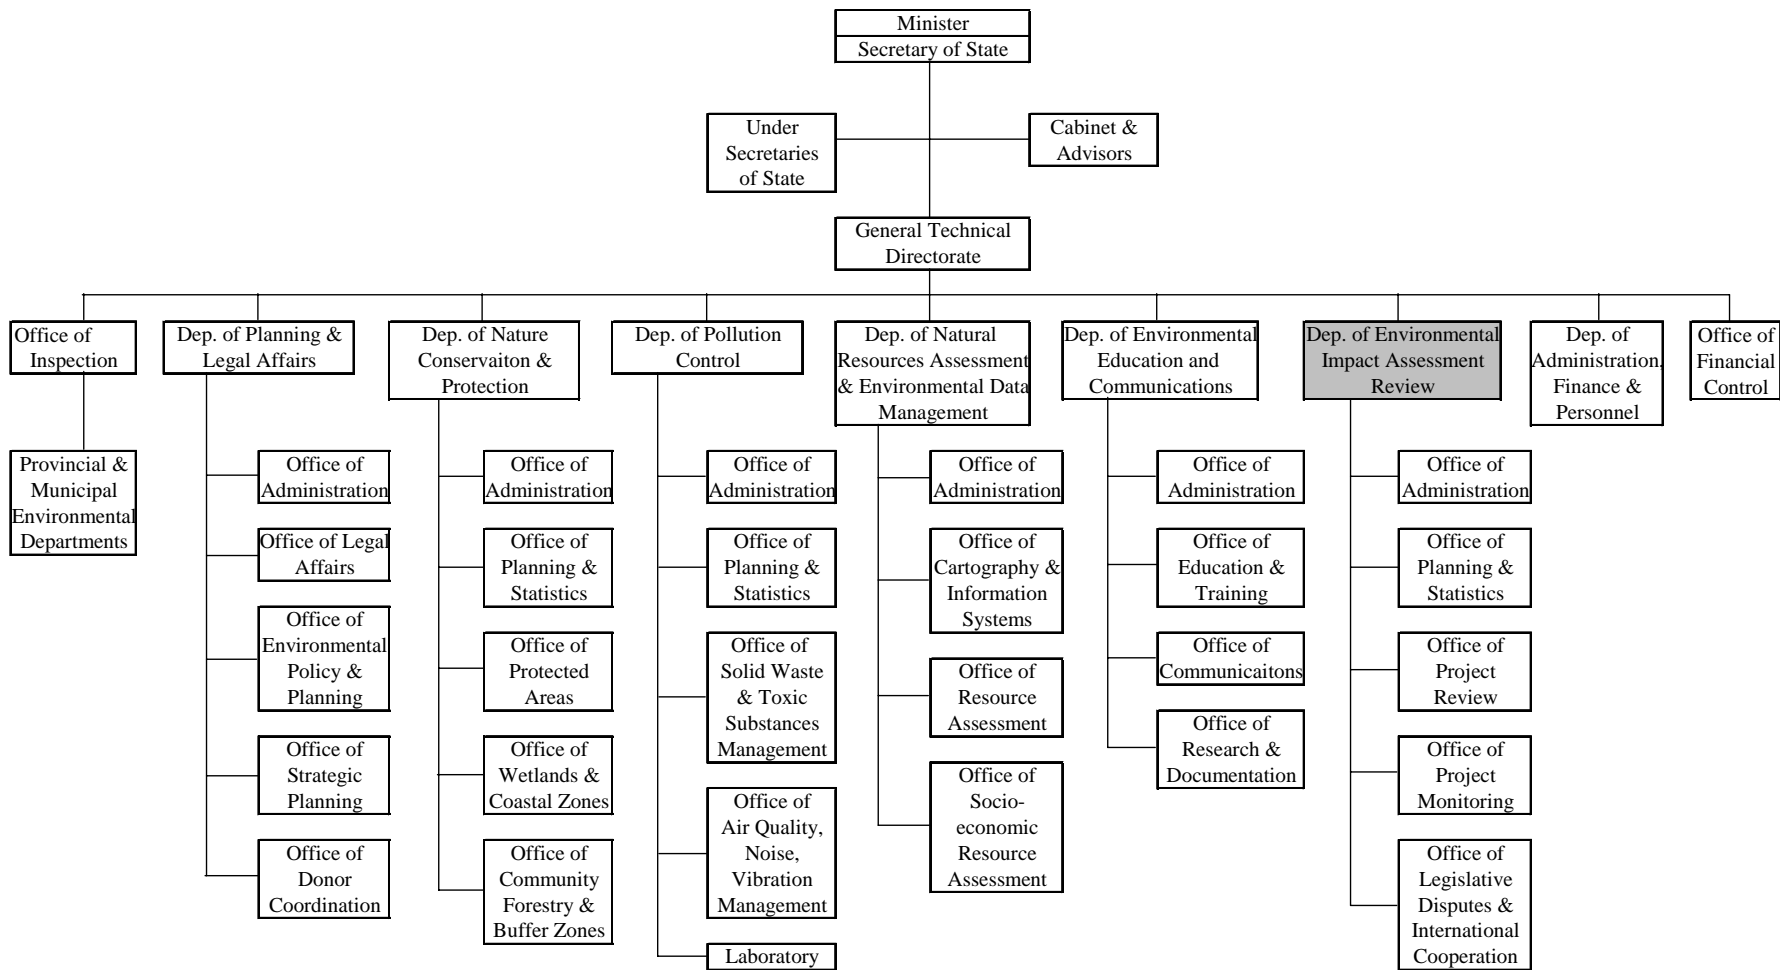 Minister
Secretary of State
Under
Secretaries
of State
Cabinet &
Advisors
General Technical
Directorate
Office of
Inspection
Dep. of Planning &
Legal Affairs
Dep. of Nature
Conservaiton &
Protection
Dep. of Pollution
Control
Dep. of Natural
Resources Assessment
& Environmental Data
Management
Dep. of Environmental
Education and
Communications
Dep. of Environmental
Impact Assessment
Review
Dep. of
Administration,
Finance &
Personnel
Office of
Financial
Control
Provincial &
Municipal
Environmental
Departments
Office of
Administration
Office of Legal
Affairs
Office of
Environmental
Policy &
Planning
Office of
Strategic
Planning
Office of
Donor
Coordination
Office of
Administration
Office of
Planning &
Statistics
Office of
Protected
Areas
Office of
Wetlands &
Coastal Zones
Office of
Community
Forestry &
Buffer Zones
Office of
Administration
Office of
Planning &
Statistics
Office of
Solid Waste
& Toxic
Substances
Management
Office of
Air Quality,
Noise,
Vibration
Management
Laboratory
Office of
Administration
Office of
Cartography &
Information
Systems
Office of
Resource
Assessment
Office of
Socio-
economic
Resource
Assessment
Office of
Administration
Office of
Education &
Training
Office of
Communicaitons
Office of
Research &
Documentation
Office of
Administration
Office of
Planning &
Statistics
Office of
Project
Review
Office of
Project
Monitoring
Office of
Legislative
Disputes &
International
Cooperation